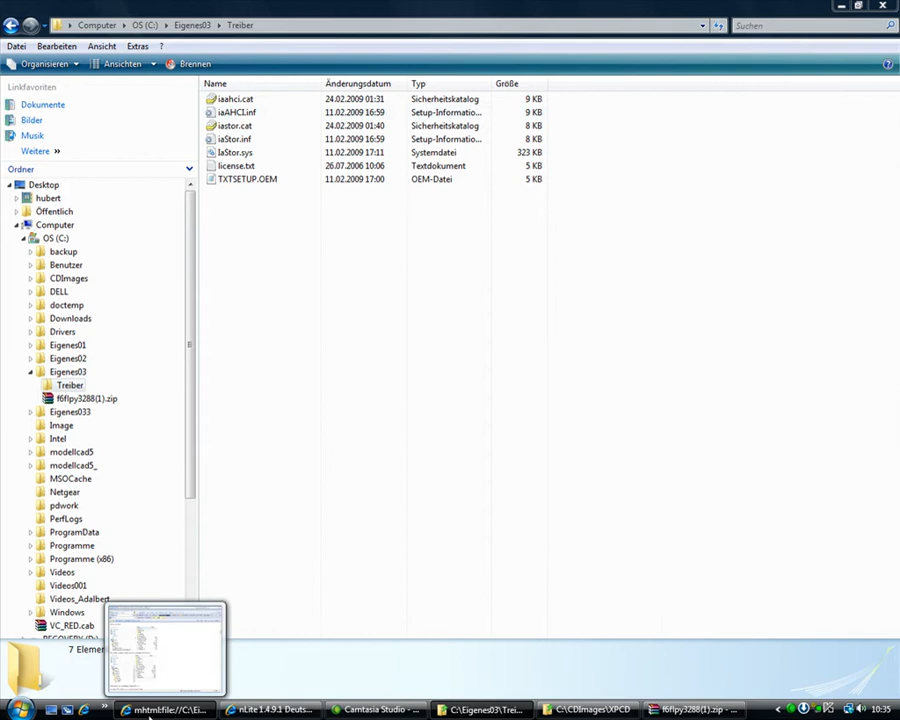 Computer ▸ OS (C:) ▸ Eigenes03 ▸ Treiber
Suchen
Datei Bearbeiten Ansicht Extras ?
Organisieren Ansichten Brennen
Linkfavoriten
Dokumente
Bilder
Musik
Weitere »
Ordner
Desktop
hubert
Öffentlich
Computer
OS (C:)
backup
Benutzer
CDImages
DELL
doctemp
Downloads
Drivers
Eigenes01
Eigenes02
Eigenes03
Treiber
f6flpy3288(1).zip
Eigenes033
Image
Intel
modellcad5
modellcad5_
MSOCache
Netgear
pdwork
PerfLogs
ProgramData
Programme
Programme (x86)
Videos
Videos001
Videos_Adalbert
Windows
VC_RED.cab
Name Änderungsdatum Typ Größe
iaahci.cat 24.02.2009 01:31 Sicherheitskatalog 9 KB
iaAHCI.inf 11.02.2009 16:59 Setup-Informatio... 9 KB
iastor.cat 24.02.2009 01:40 Sicherheitskatalog 8 KB
iaStor.inf 11.02.2009 16:59 Setup-Informatio... 8 KB
IaStor.sys 11.02.2009 17:11 Systemdatei 323 KB
license.txt 26.07.2006 10:06 Textdokument 5 KB
TXTSETUP.OEM 11.02.2009 17:00 OEM-Datei 5 KB
7 Elemen
mhtml:file://C:\Ei... nLite 1.4.9.1 Deuts... Camtasia Studio - ... C:\Eigenes03\Trei... C:\CDImages\XPCD f6flpy3288(1).zip - ... 10:35